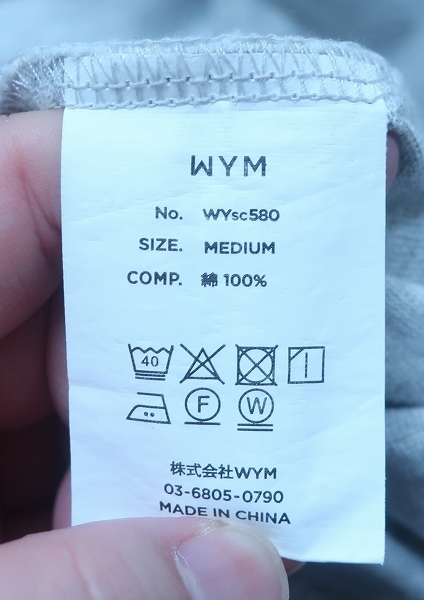 WYM
No. WYsc580
SIZE. MEDIUM
COMP. 綿 100%
40
F W
株式会社WYM
03-6805-0790
MADE IN CHINA